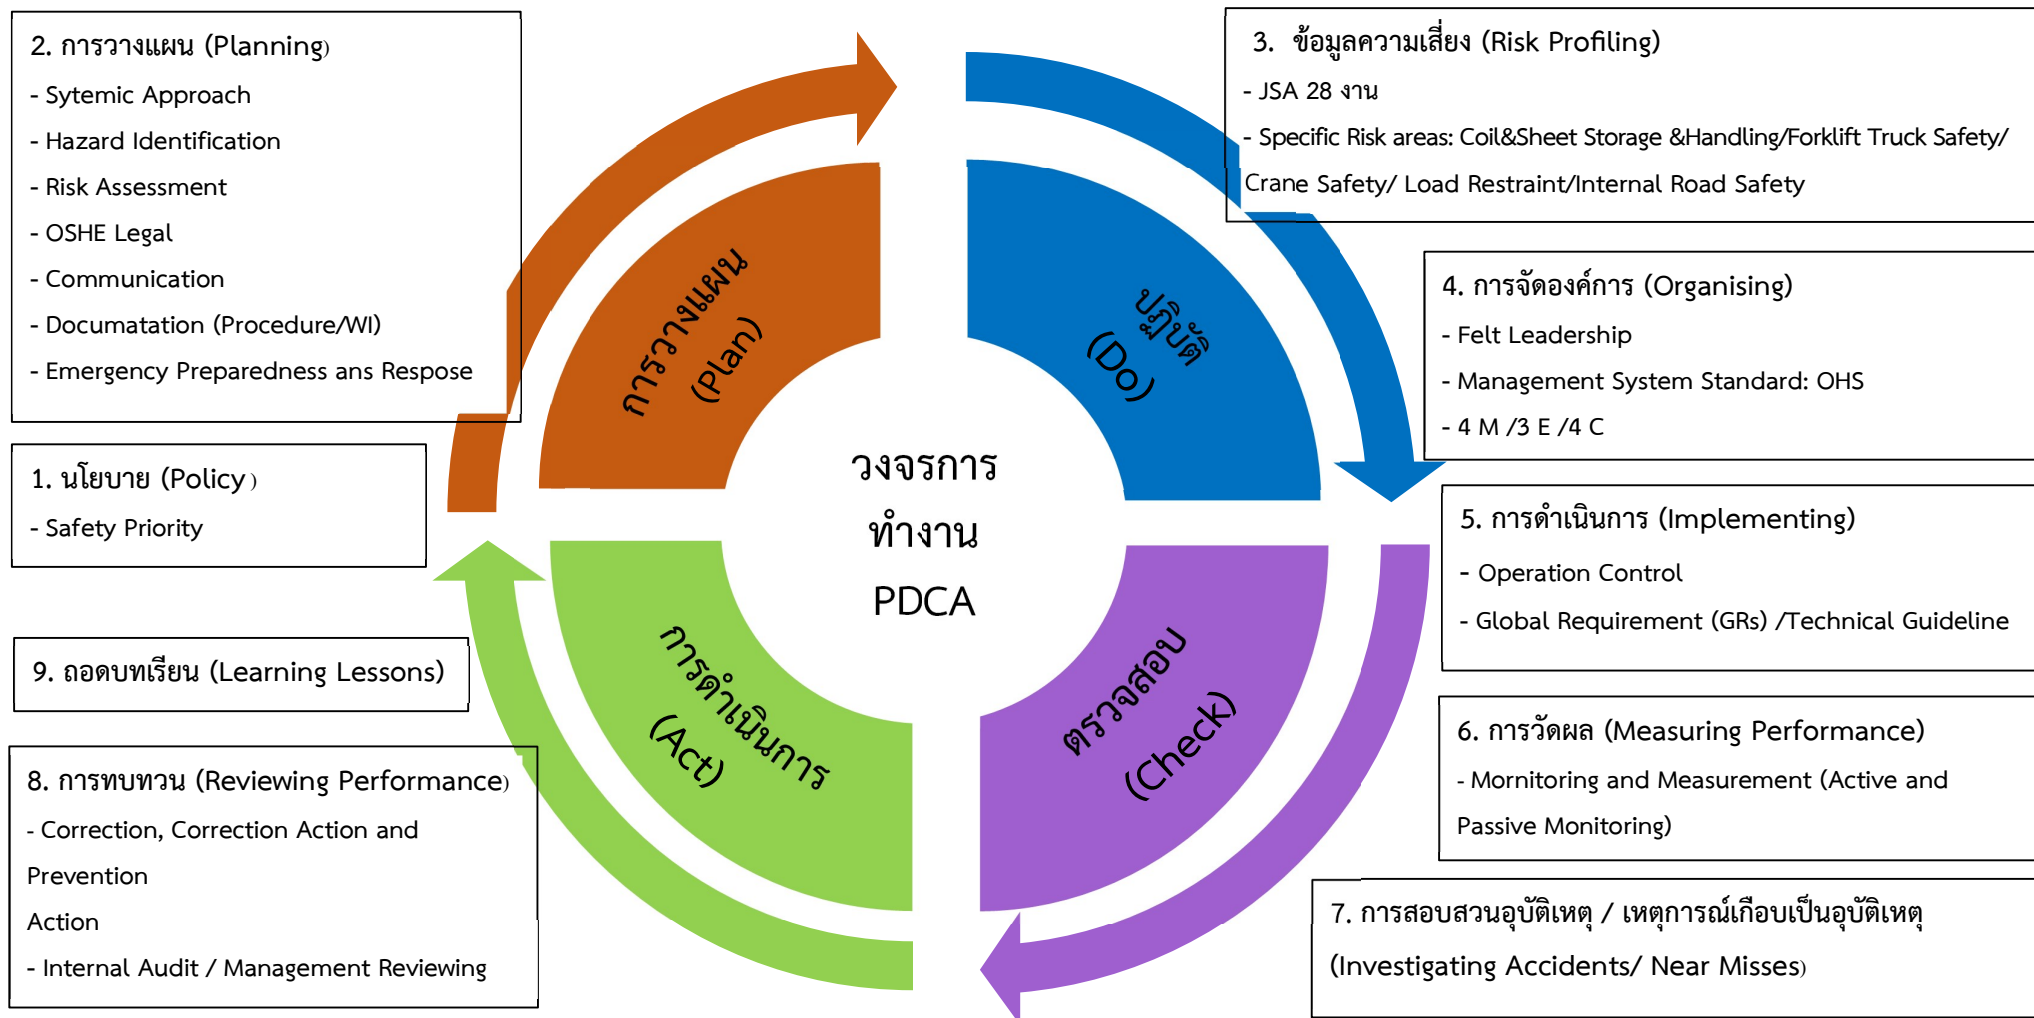 2. การวางแผน (Planning)
- Sytemic Approach
- Hazard Identification
- Risk Assessment
- OSHE Legal
- Communication
- Documatation (Procedure/WI)
- Emergency Preparedness ans Respose
1. นโยบาย (Policy)
- Safety Priority
9. ถอดบทเรียน (Learning Lessons)
8. การทบทวน (Reviewing Performance)
- Correction, Correction Action and
Prevention
Action
- Internal Audit / Management Reviewing
การวางแผน
(Plan)
ปฏิบัติ
(Do)
วงจรการ
ทำงาน
PDCA
การดำเนินการ
(Act)
ตรวจสอบ
(Check)
3. ข้อมูลความเสี่ยง (Risk Profiling)
- JSA 28 งาน
- Specific Risk areas: Coil&Sheet Storage &Handling/Forklift Truck Safety/
Crane Safety/ Load Restraint/Internal Road Safety
4. การจัดองค์การ (Organising)
- Felt Leadership
- Management System Standard: OHS
- 4 M /3 E /4 C
5. การดำเนินการ (Implementing)
- Operation Control
- Global Requirement (GRs) /Technical Guideline
6. การวัดผล (Measuring Performance)
- Mornitoring and Measurement (Active and
Passive Monitoring)
7. การสอบสวนอุบัติเหตุ / เหตุการณ์เกือบเป็นอุบัติเหตุ
(Investigating Accidents/ Near Misses)